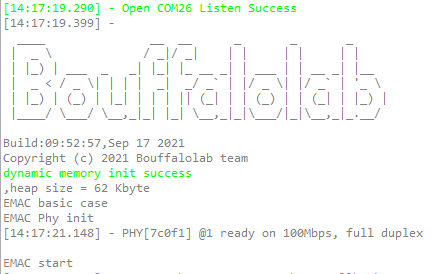 [14:17:19.290] - Open COM26 Listen Success
[14:17:19.399] -
Bouffalolab
Build:09:52:57,Sep 17 2021
Copyright (c) 2021 Bouffalolab team
dynamic memory init success
,heap size = 62 Kbyte
EMAC basic case
EMAC Phy init
[14:17:21.148] - PHY[7c0f1] @1 ready on 100Mbps, full duplex
EMAC start